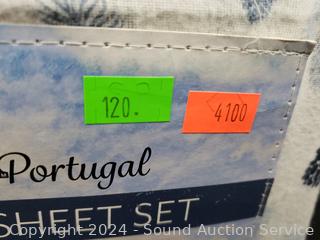 120. 4100
Portugal
SHEET SET
Copyright 2024 - Sound Auction Service